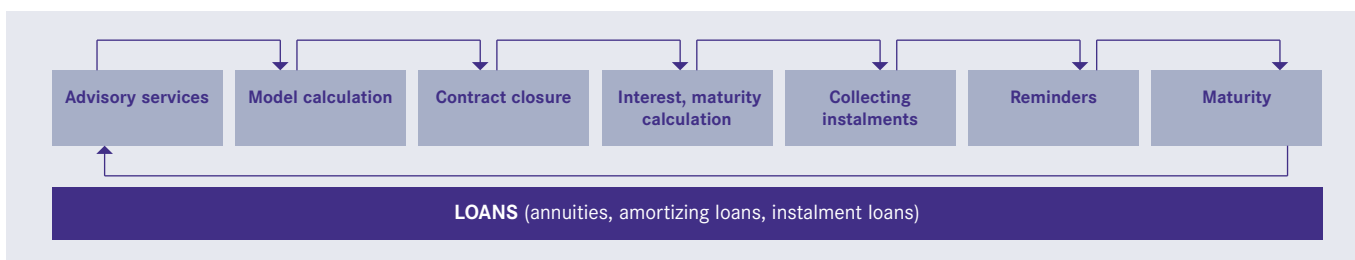 Advisory services
Model calculation
Contract closure
Interest, maturity
calculation
Collecting
instalments
Reminders
Maturity
LOANS (annuities, amortizing loans, instalment loans)